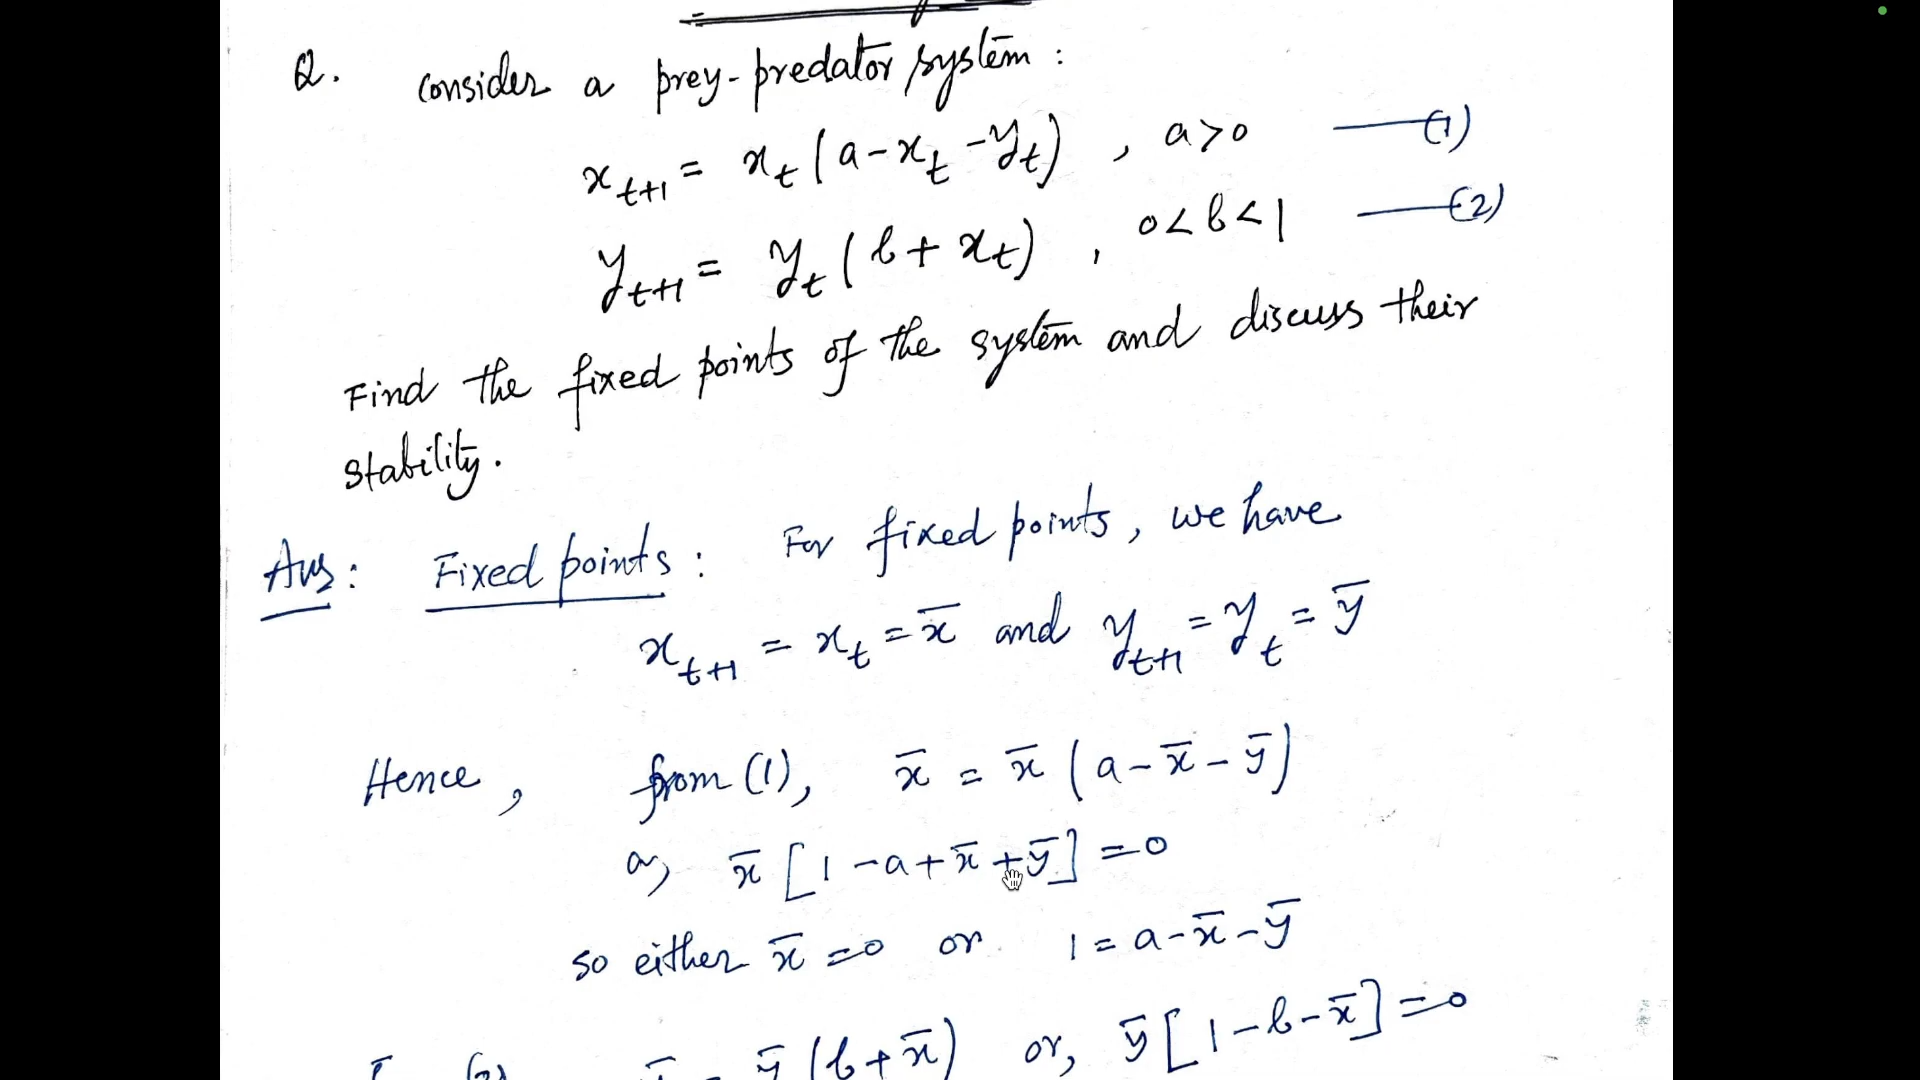 Q. consider a prey-predator system:
x_{t+1} = x_t (a - x_t - y_t) , a>0 —(1)
y_{t+1} = y_t (b + x_t) , 0<b<1 —(2)
Find the fixed points of the system and discuss their
stability.
Ans: Fixed points: For fixed points, we have
x_{t+1} = x_t = x̄ and y_{t+1} = y_t = ȳ
Hence, from (1), x̄ = x̄ (a - x̄ - ȳ)
or, x̄ [1 - a + x̄ + ȳ] = 0
so either x̄ = 0 or 1 = a - x̄ - ȳ
ȳ (b + x̄) or, ȳ [1 - b - x̄] = 0